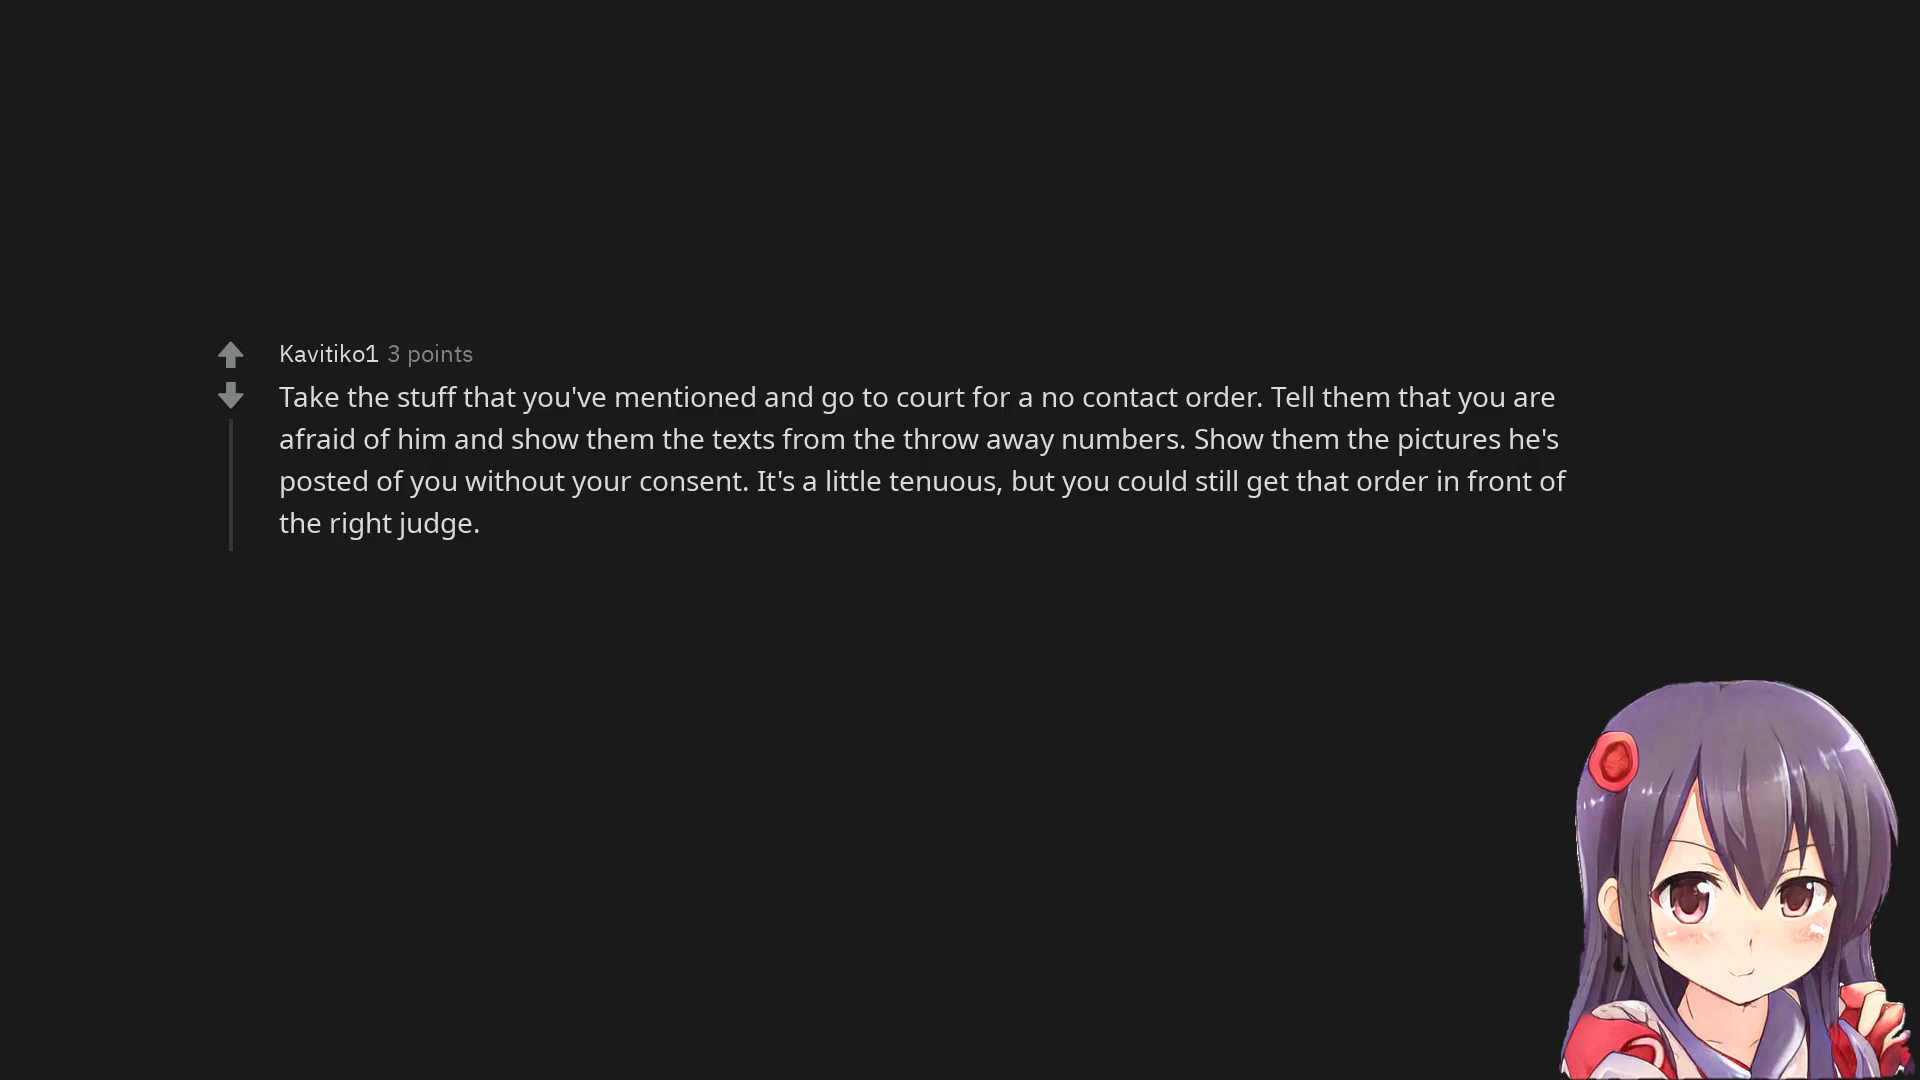 Kavitiko1 3 points
Take the stuff that you've mentioned and go to court for a no contact order. Tell them that you are
afraid of him and show them the texts from the throw away numbers. Show them the pictures he's
posted of you without your consent. It's a little tenuous, but you could still get that order in front of
the right judge.